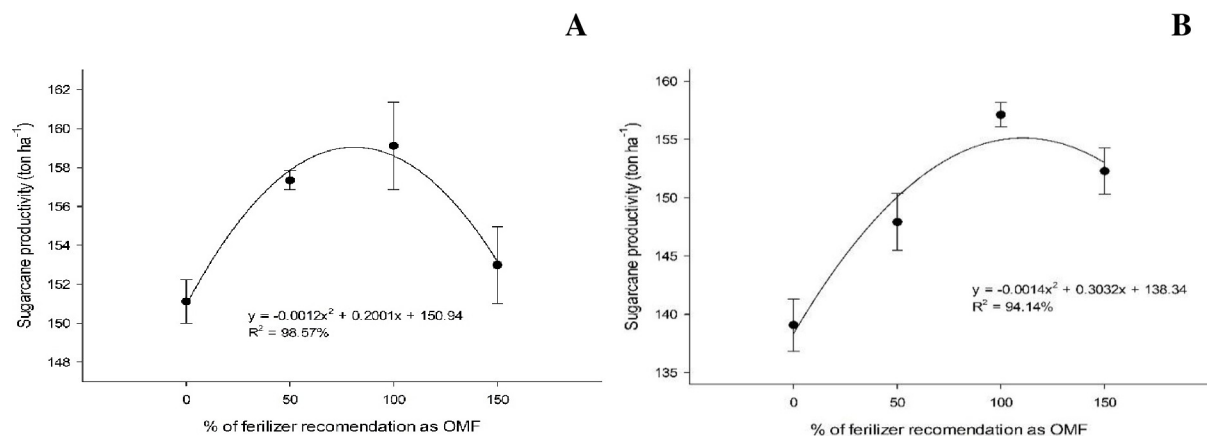 A
Sugarcane productivity (ton ha⁻¹)
162
160
158
156
154
152
150
148
y = -0.0012x² + 0.2001x + 150.94
R² = 98.57%
0 50 100 150
% of ferilizer recomendation as OMF
B
Sugarcane productivity (ton ha⁻¹)
160
155
150
145
140
135
y = -0.0014x² + 0.3032x + 138.34
R² = 94.14%
0 50 100 150
% of ferilizer recomendation as OMF